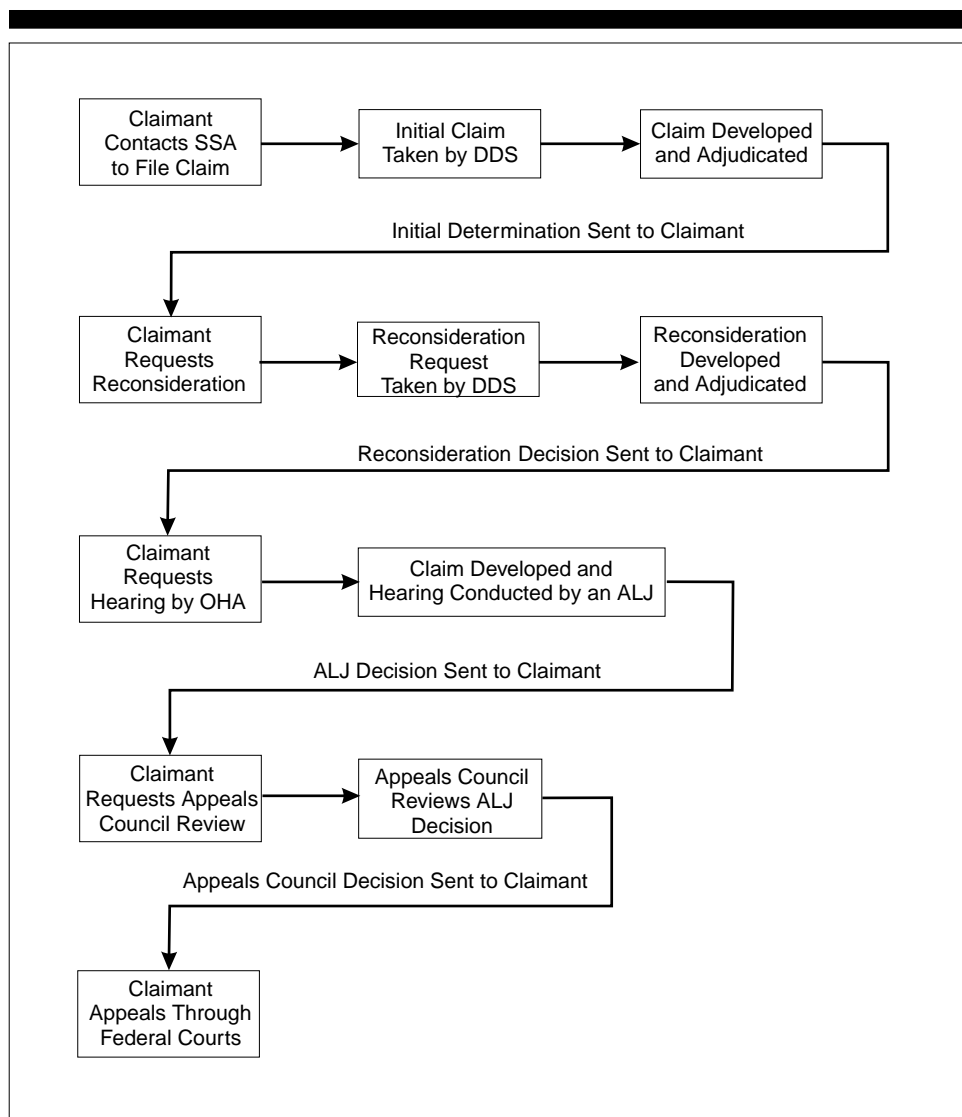 Claimant
Contacts SSA
to File Claim
Initial Claim
Taken by DDS
Claim Developed
and Adjudicated
Initial Determination Sent to Claimant
Claimant
Requests
Reconsideration
Reconsideration
Request
Taken by DDS
Reconsideration
Developed
and Adjudicated
Reconsideration Decision Sent to Claimant
Claimant
Requests
Hearing by OHA
Claim Developed and
Hearing Conducted by an ALJ
ALJ Decision Sent to Claimant
Claimant
Requests Appeals
Council Review
Appeals Council
Reviews ALJ
Decision
Appeals Council Decision Sent to Claimant
Claimant
Appeals Through
Federal Courts